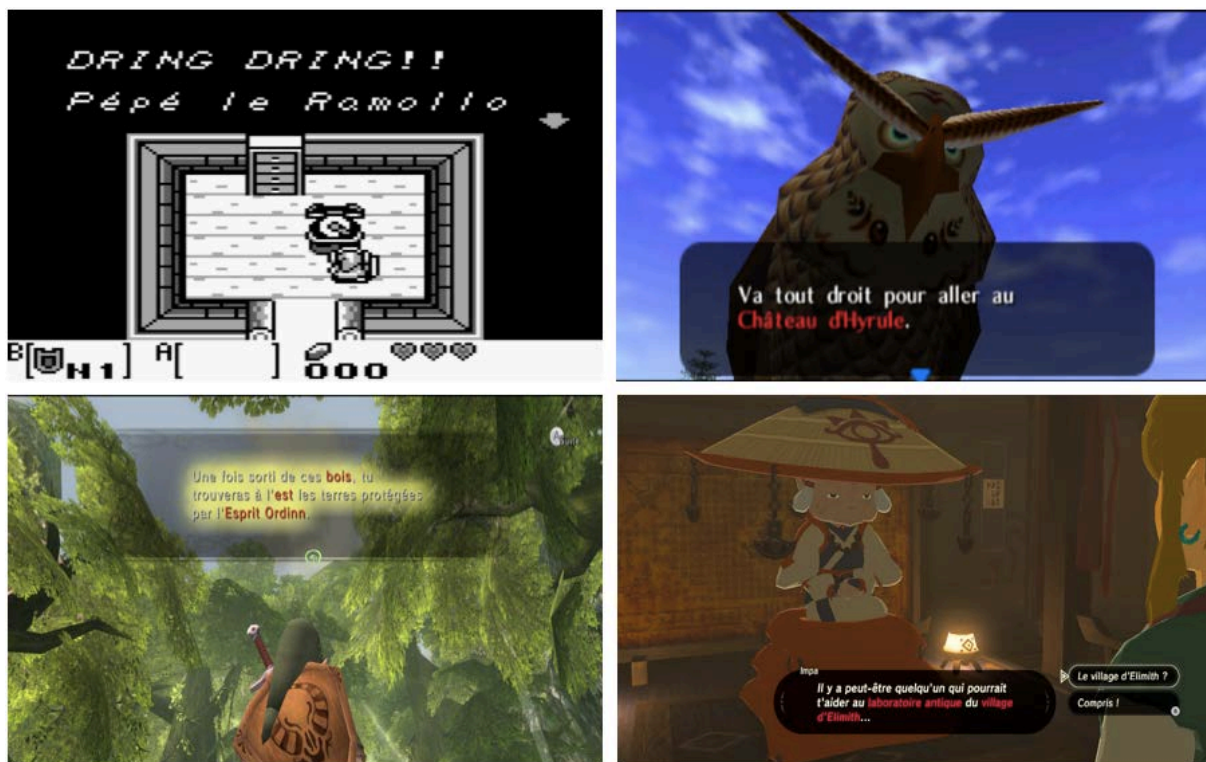 DRING DRING!!
Pépé le Ramollo
B[ N1] A[ ]
000
Va tout droit pour aller au
Château d'Hyrule.
Une fois sorti de ces bois, tu
trouveras à l'est les terres protégées
par l'Esprit Ordinn.
Impa
Il y a peut-être quelqu'un qui pourrait
t'aider au laboratoire antique du village
d'Elimith...
Le village d'Elimith ?
Compris !